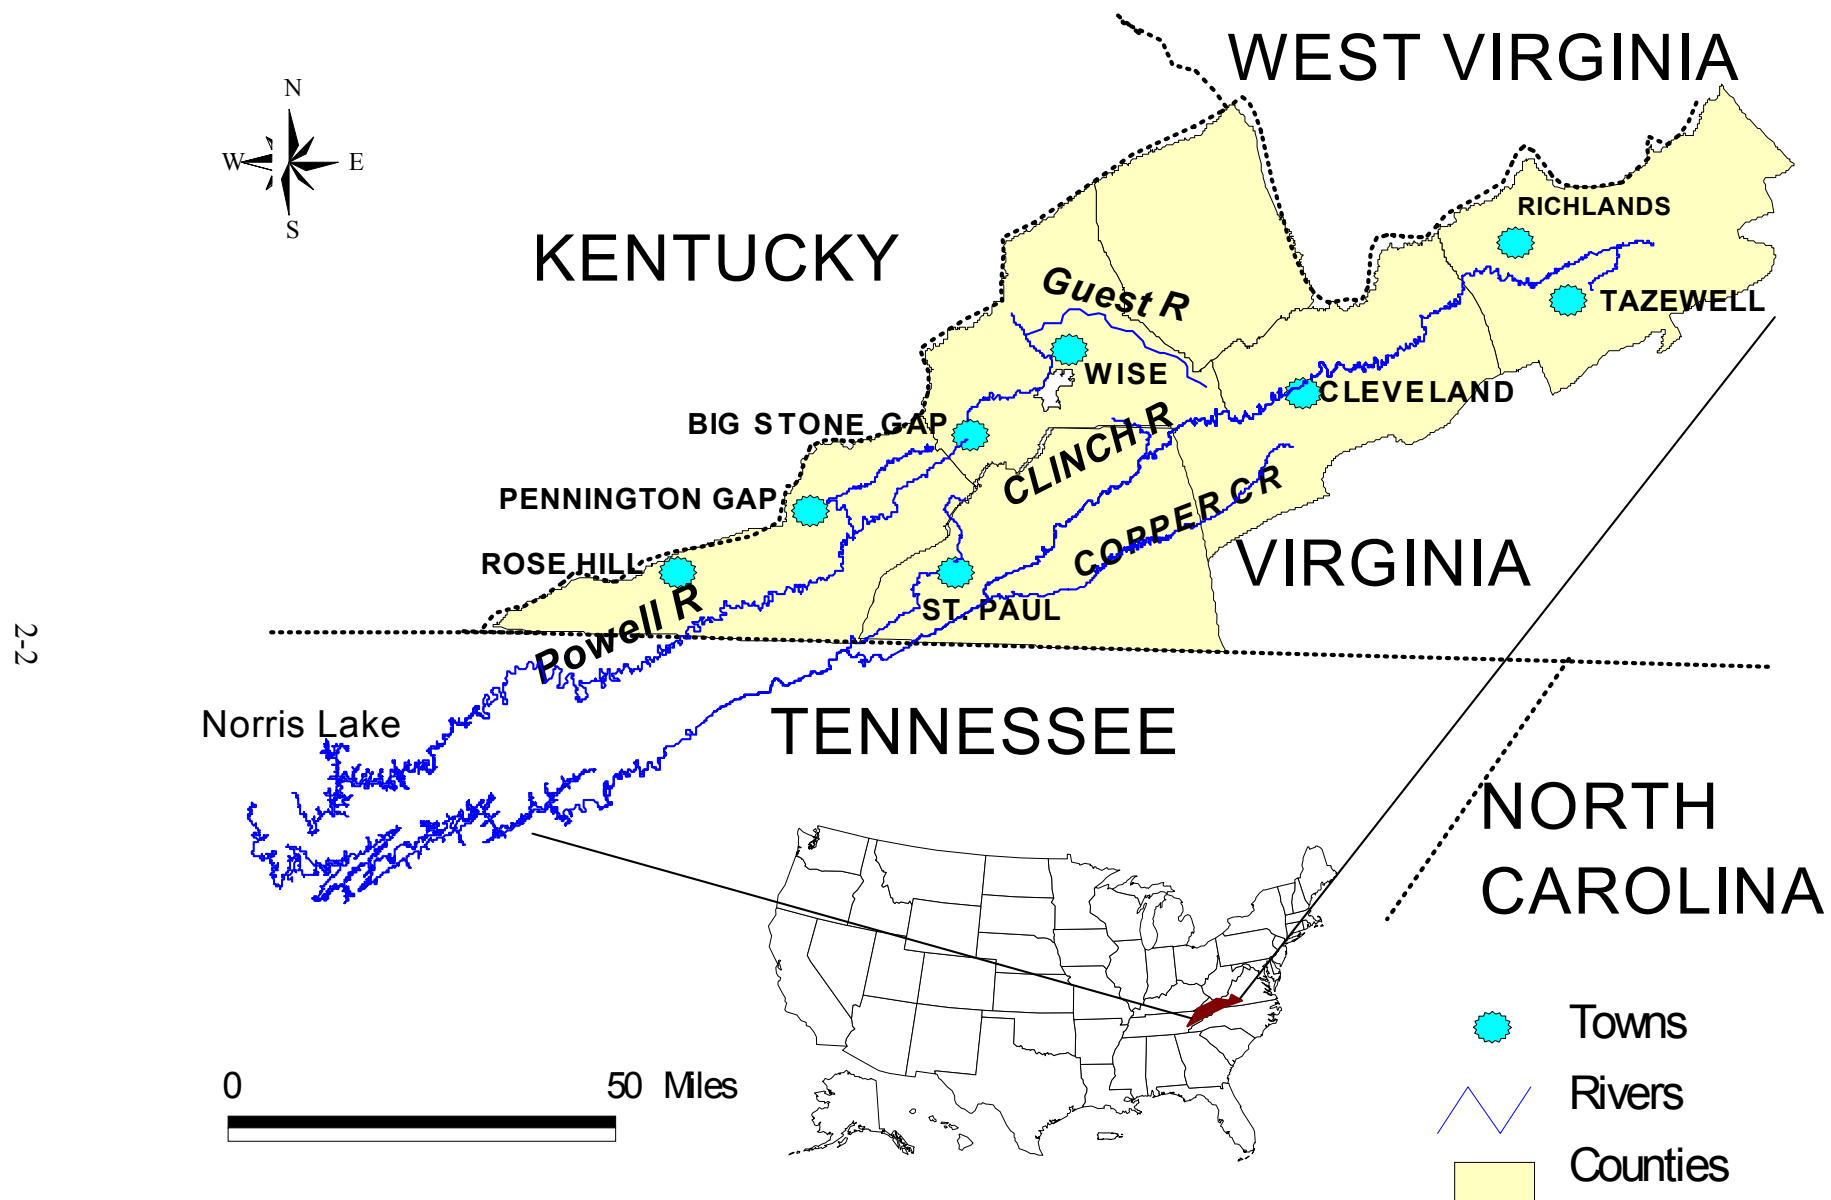 WEST VIRGINIA
N
W E
S
RICHLANDS
KENTUCKY
Guest R
TAZEWELL
WISE
CLEVELAND
BIG STONE GAP
CLINCH R
PENNINGTON GAP
COPPER CR
ROSE HILL
VIRGINIA
Powell R
ST. PAUL
2-2
Norris Lake
TENNESSEE
NORTH
CAROLINA
Towns
0 50 Miles
Rivers
Counties